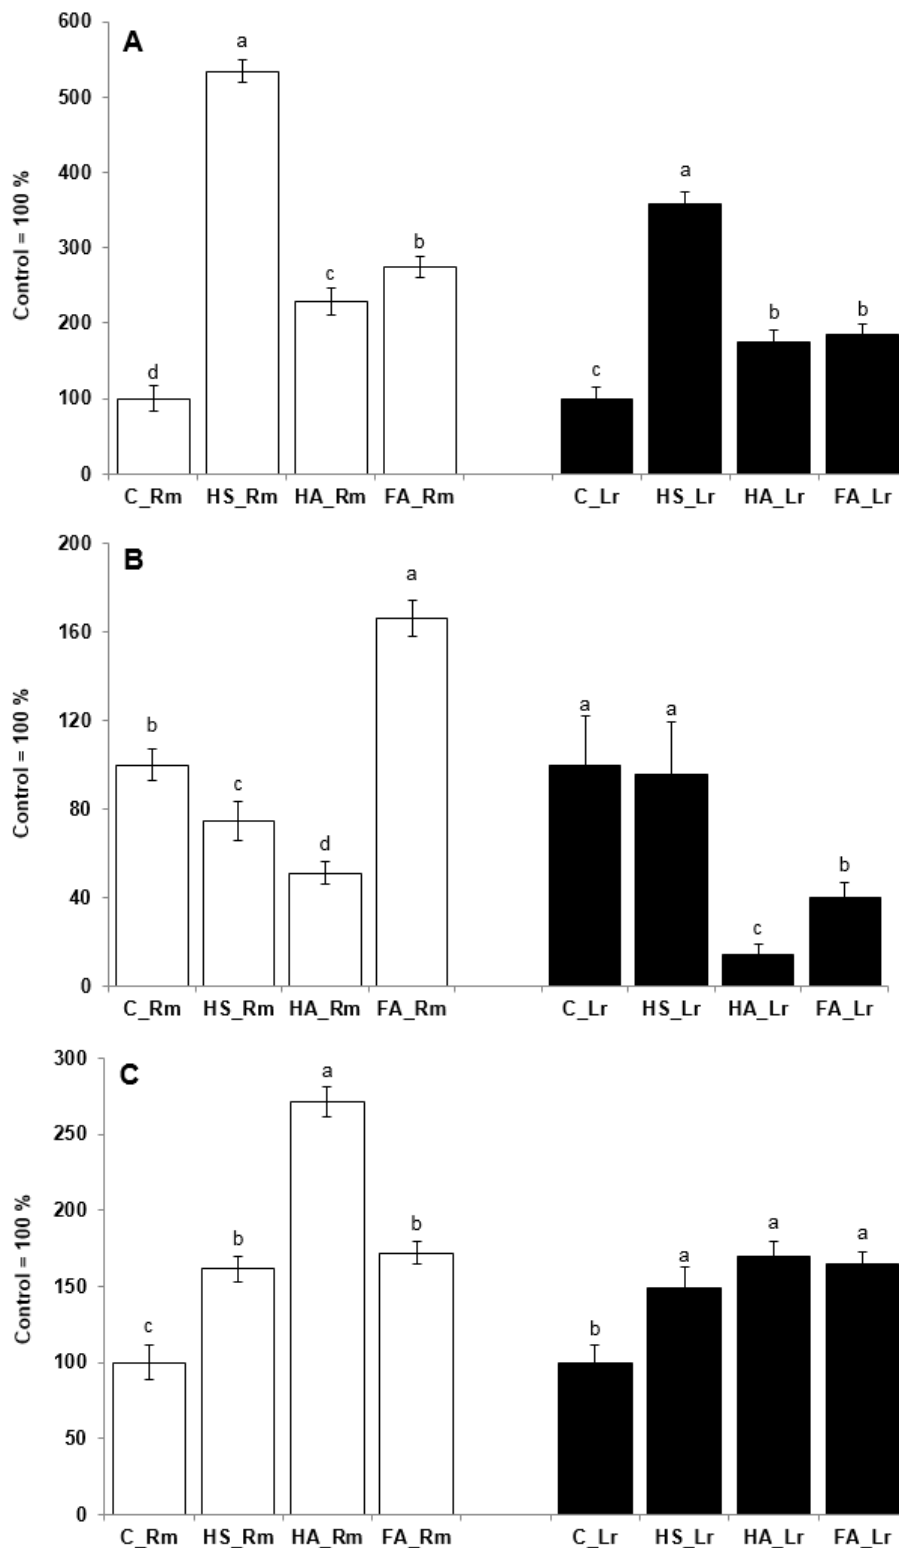 A
600
500
400
300
200
100
0
Control = 100 %
d
a
c
b
c
a
b
b
C_Rm HS_Rm HA_Rm FA_Rm C_Lr HS_Lr HA_Lr FA_Lr
B
200
160
120
80
40
0
Control = 100 %
b
c
d
a
a
a
c
b
C_Rm HS_Rm HA_Rm FA_Rm C_Lr HS_Lr HA_Lr FA_Lr
C
300
250
200
150
100
50
0
Control = 100 %
c
b
a
b
b
a
a
a
C_Rm HS_Rm HA_Rm FA_Rm C_Lr HS_Lr HA_Lr FA_Lr